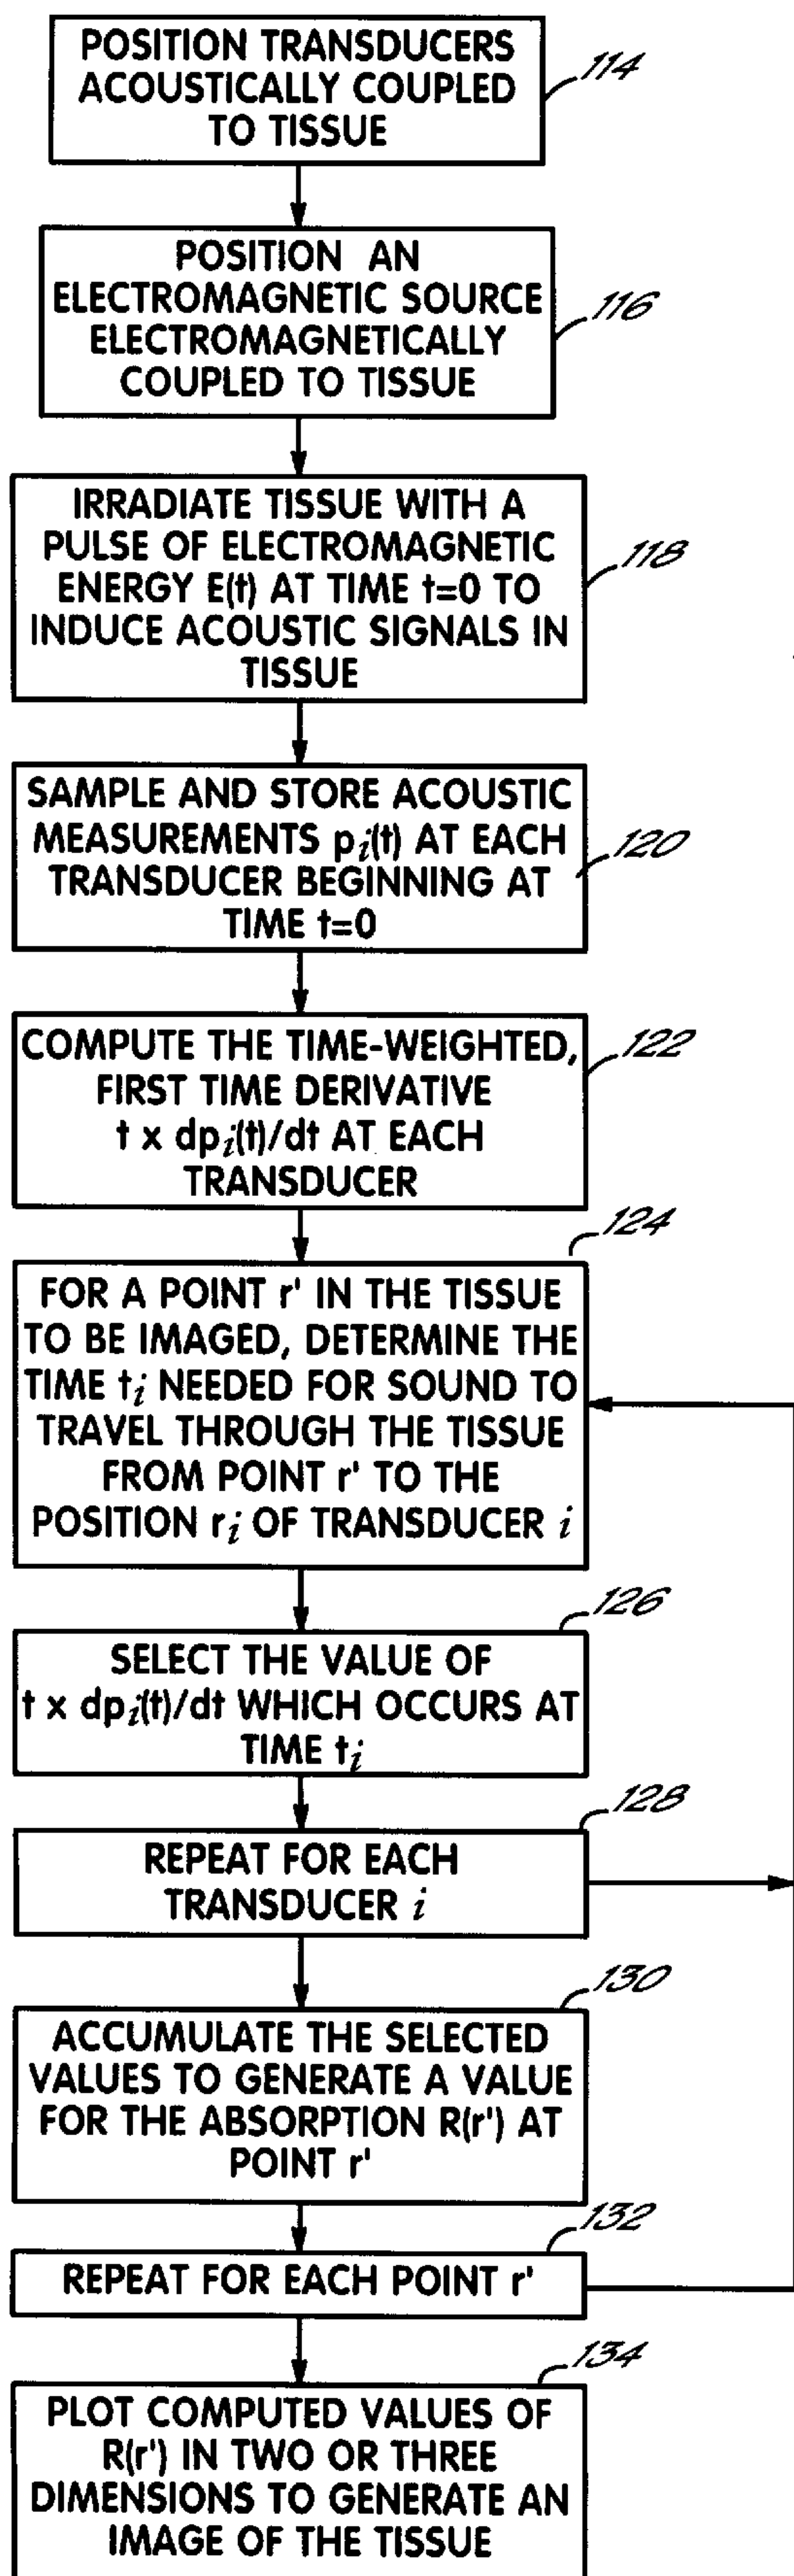 POSITION TRANSDUCERS
ACOUSTICALLY COUPLED
TO TISSUE
114
POSITION AN
ELECTROMAGNETIC SOURCE
ELECTROMAGNETICALLY
COUPLED TO TISSUE
116
IRRADIATE TISSUE WITH A
PULSE OF ELECTROMAGNETIC
ENERGY E(t) AT TIME t=0 TO
INDUCE ACOUSTIC SIGNALS IN
TISSUE
118
SAMPLE AND STORE ACOUSTIC
MEASUREMENTS pi(t) AT EACH
TRANSDUCER BEGINNING AT
TIME t=0
120
COMPUTE THE TIME-WEIGHTED,
FIRST TIME DERIVATIVE
t x dpi(t)/dt AT EACH
TRANSDUCER
122
124
FOR A POINT r' IN THE TISSUE
TO BE IMAGED, DETERMINE THE
TIME ti NEEDED FOR SOUND TO
TRAVEL THROUGH THE TISSUE
FROM POINT r' TO THE
POSITION ri OF TRANSDUCER i
126
SELECT THE VALUE OF
t x dpi(t)/dt WHICH OCCURS AT
TIME ti
128
REPEAT FOR EACH
TRANSDUCER i
130
ACCUMULATE THE SELECTED
VALUES TO GENERATE A VALUE
FOR THE ABSORPTION R(r') AT
POINT r'
132
REPEAT FOR EACH POINT r'
134
PLOT COMPUTED VALUES OF
R(r') IN TWO OR THREE
DIMENSIONS TO GENERATE AN
IMAGE OF THE TISSUE